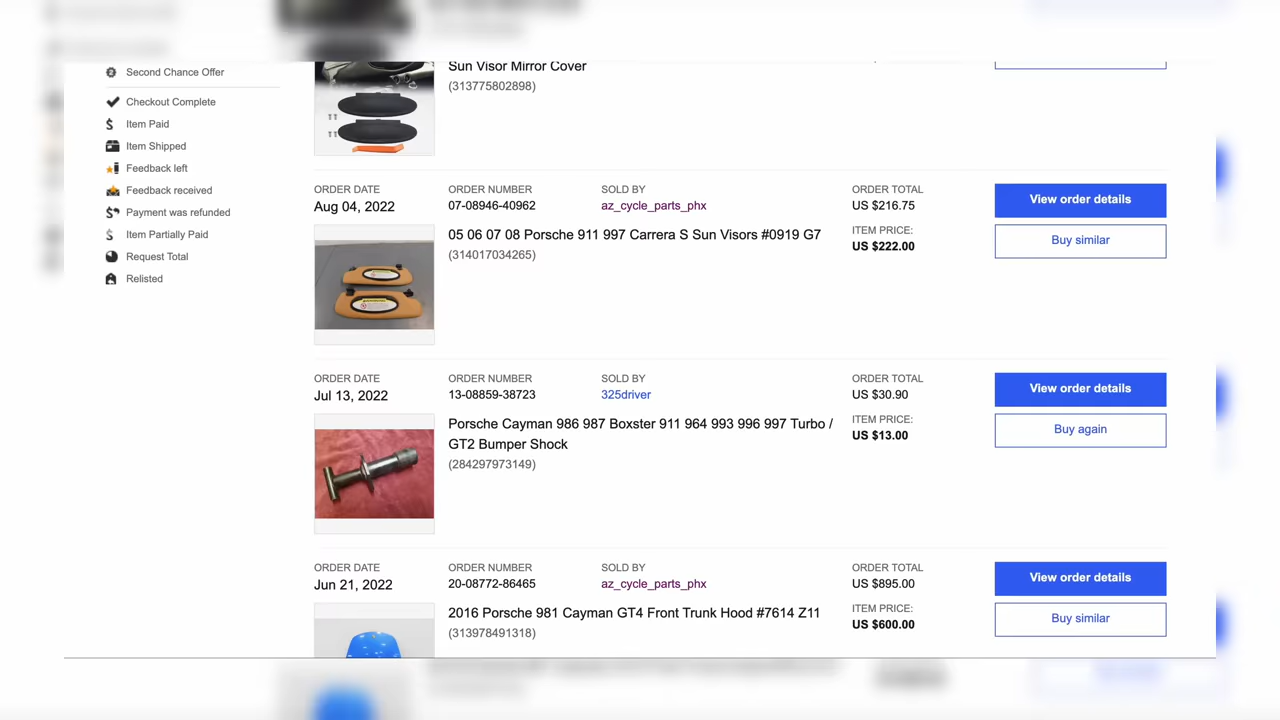 Second Chance Offer
Checkout Complete
Item Paid
Item Shipped
Feedback left
Feedback received
Payment was refunded
Item Partially Paid
Request Total
Relisted
Sun Visor Mirror Cover
(313775802898)
ORDER DATE
Aug 04, 2022
ORDER NUMBER
07-08946-40962
SOLD BY
az_cycle_parts_phx
ORDER TOTAL
US $216.75
ITEM PRICE:
US $222.00
View order details
Buy similar
05 06 07 08 Porsche 911 997 Carrera S Sun Visors #0919 G7
(314017034265)
ORDER DATE
Jul 13, 2022
ORDER NUMBER
13-08859-38723
SOLD BY
325driver
ORDER TOTAL
US $30.90
ITEM PRICE:
US $13.00
View order details
Buy again
Porsche Cayman 986 987 Boxster 911 964 993 996 997 Turbo /
GT2 Bumper Shock
(284297973149)
ORDER DATE
Jun 21, 2022
ORDER NUMBER
20-08772-86465
SOLD BY
az_cycle_parts_phx
ORDER TOTAL
US $895.00
ITEM PRICE:
US $600.00
View order details
Buy similar
2016 Porsche 981 Cayman GT4 Front Trunk Hood #7614 Z11
(313978491318)